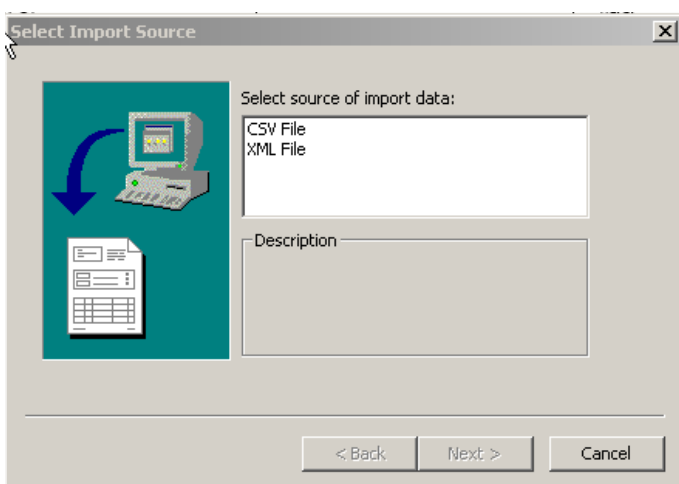 Select Import Source
Select source of import data:
CSV File
XML File
Description
< Back Next > Cancel